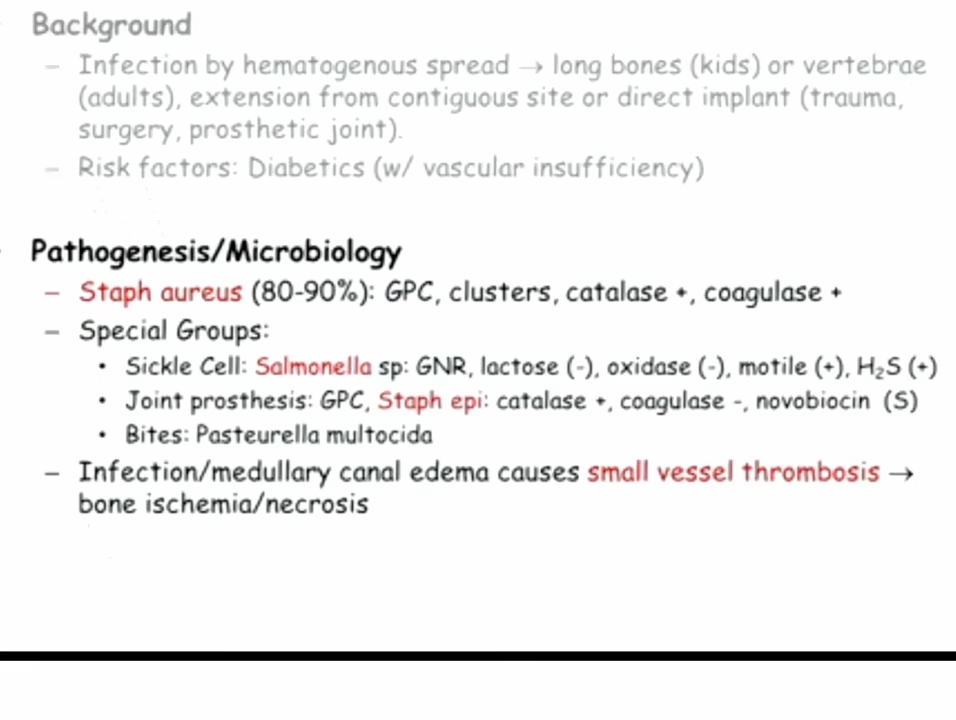 Background
– Infection by hematogenous spread → long bones (kids) or vertebrae
(adults), extension from contiguous site or direct implant (trauma,
surgery, prosthetic joint).
– Risk factors: Diabetics (w/ vascular insufficiency)
Pathogenesis/Microbiology
– Staph aureus (80-90%): GPC, clusters, catalase +, coagulase +
– Special Groups:
• Sickle Cell: Salmonella sp: GNR, lactose (-), oxidase (-), motile (+), H₂S (+)
• Joint prosthesis: GPC, Staph epi: catalase +, coagulase -, novobiocin (S)
• Bites: Pasteurella multocida
– Infection/medullary canal edema causes small vessel thrombosis →
bone ischemia/necrosis